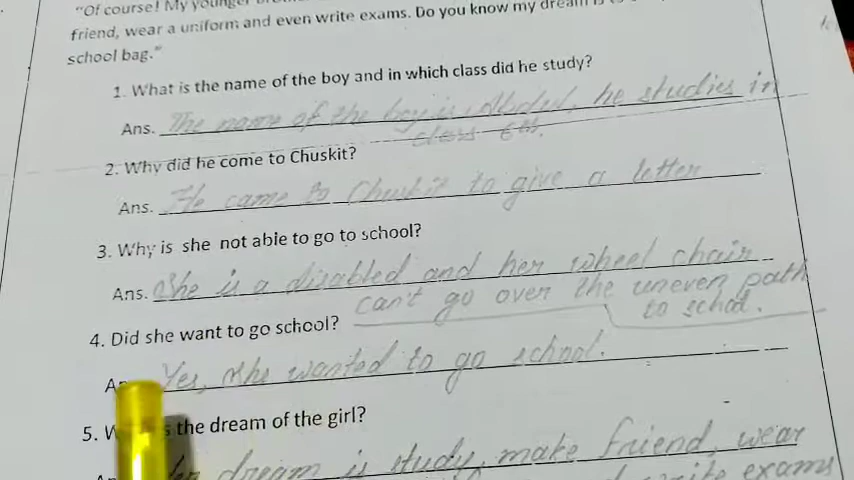 "Of course! My younger
friend, wear a uniform and even write exams. Do you know my dream is
school bag."
1. What is the name of the boy and in which class did he study?
Ans. The name of the boy is Abdul, he studies in
class 6th.
2. Why did he come to Chuskit?
Ans. He came to Chuskit to give a letter
3. Why is she not able to go to school?
Ans. She is a disabled and her wheel chair
can't go over the uneven path
to school.
4. Did she want to go school?
Yes, she wanted to go school.
5. the dream of the girl?
dream is study, make friend, wear
exams